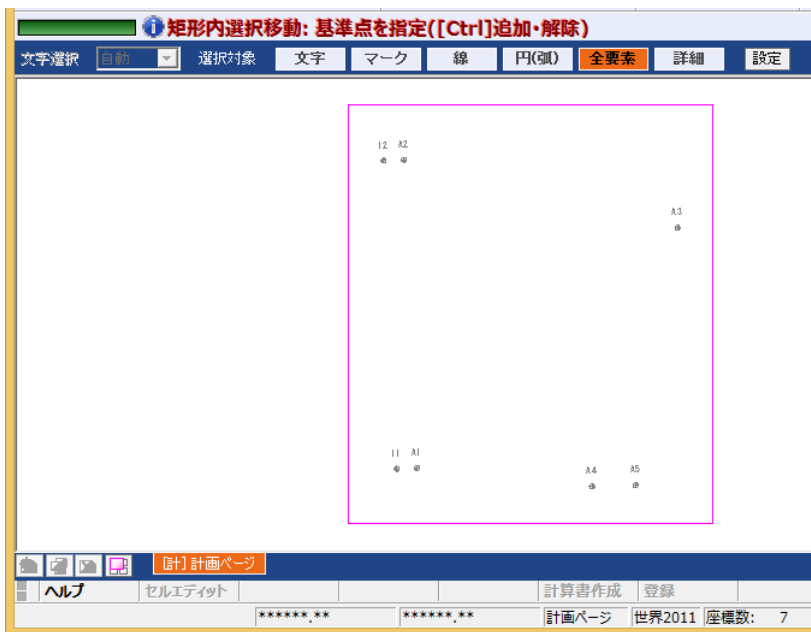 矩形内選択移動: 基準点を指定([Ctrl]追加・解除)
文字選択 自動 選択対象 文字 マーク 線 円(弧) 全要素 詳細 設定
12 A2
A3
11 A1
A4 A5
[計] 計画ページ
ヘルプ セルエディット 計算書作成 登録
******.** ******.** 計画ページ 世界2011 座標数: 7